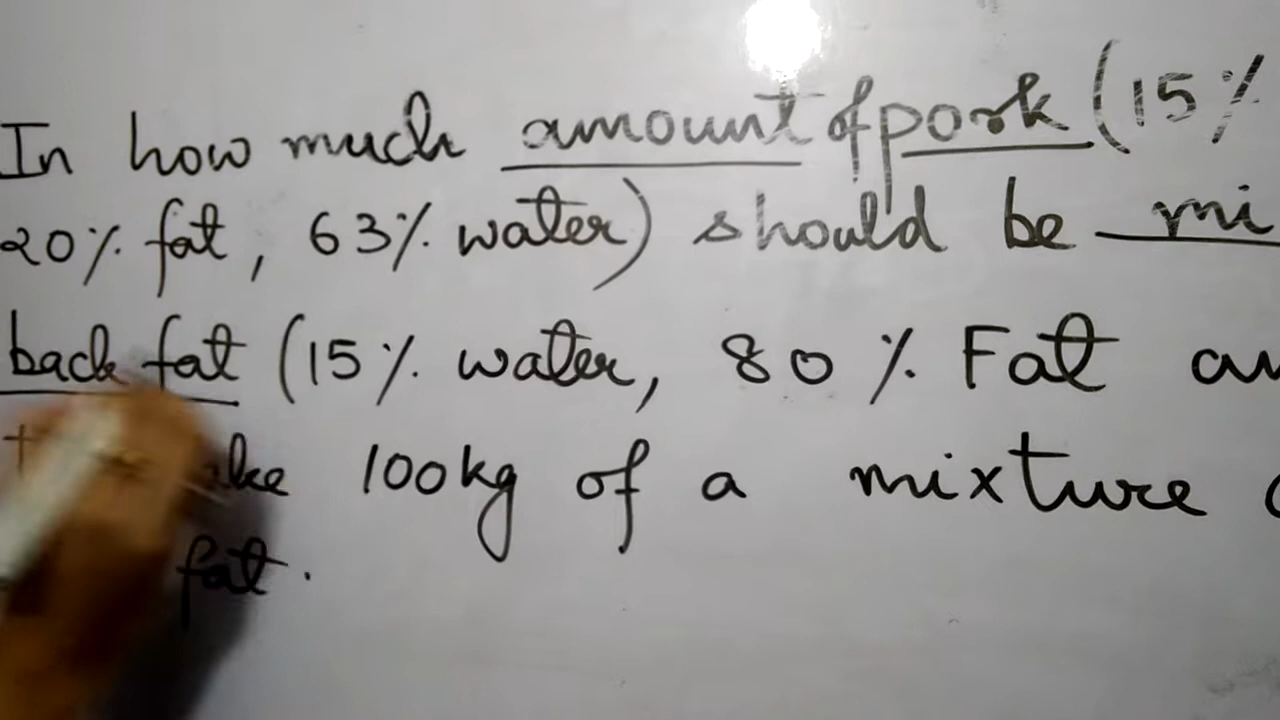 In how much amount of pork (15%
20% fat, 63% water) should be mi
back fat (15% water, 80% Fat
100kg of a mixture
fat.